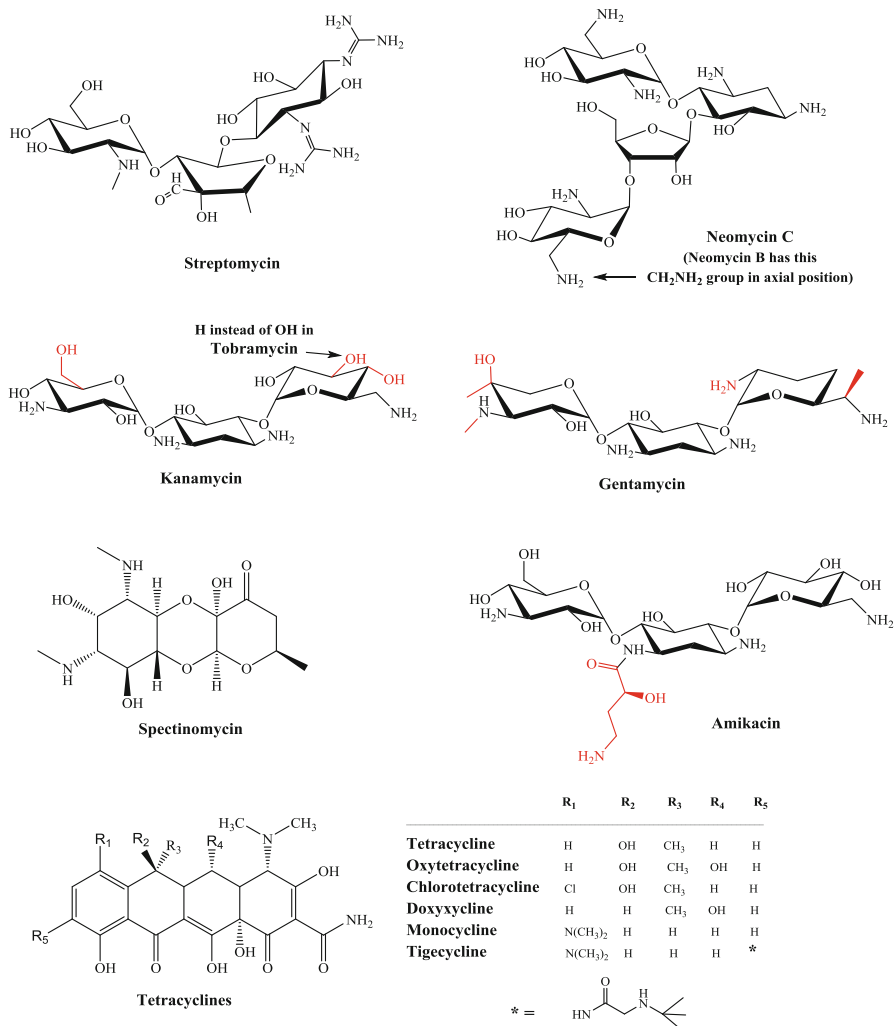 NH₂
H₂N
NH₂
OH
HO
N
HO
OH
HO
O
O
HO
HO
NH
O
O
N
H
O
O
OH
H₂N
NH₂
Streptomycin
NH₂
HO
O
HO
NH₂
H₂N
O
NH₂
HO
O
O
HO
O
OH
HO
H₂N
HO
O
NH₂
Neomycin C
(Neomycin B has this
CH₂NH₂ group in axial position)
H instead of OH in
Tobramycin
OH
HO
O
H₂N
OH
O
HO
NH₂
NH₂
O
HO
OH
OH
O
NH₂
Kanamycin
HO
H
N
O
OH
O
HO
NH₂
NH₂
O
H₂N
O
NH₂
Gentamycin
NH
HO
H
O
OH
O
N
H
OH
H
O
H
O
Spectinomycin
OH
HO
O
H₂N
OH
O
HO
HN
NH₂
O
HO
OH
OH
O
NH₂
O
OH
H₂N
Amikacin
R₁
R₂
R₃
R₄
H₃C
CH₃
N
OH
R₅
NH₂
OH
O
OH
OH
O
O
Tetracyclines
R₁ R₂ R₃ R₄ R₅
Tetracycline H OH CH₃ H H
Oxytetracycline H OH CH₃ OH H
Chlorotetracycline Cl OH CH₃ H H
Doxyxycline H H CH₃ OH H
Monocycline N(CH₃)₂ H H H H
Tigecycline N(CH₃)₂ H H H *
* =
O
HN
H
N